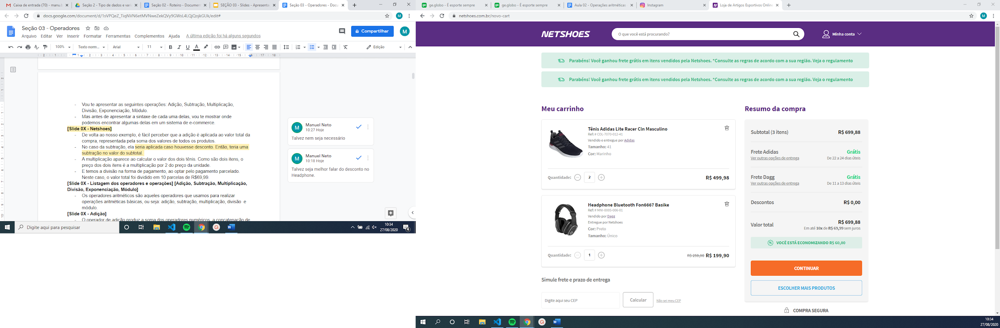 Caixa de entrada (70) - manu.b
Seção 2 - Tipo de dados e vari
Seção 02 - Roteiro - Document
SEÇÃO 03 - Slides - Apresenta
Seção 03 - Operadores - Docu
docs.google.com/document/d/1sVPQeZ_TiqNVN6etMVNweZekQVy9GWsL4LQjQojkGUk/edit#
M
Seção 03 - Operadores
Compartilhar
M
Arquivo Editar Ver Inserir Formatar Ferramentas Complementos Ajuda A última edição foi há alguns segundos
100% Texto norm... Arial 11 B I U A Edição
- Vou te apresentar as seguintes operações: Adição, Subtração, Multiplicação,
Divisão, Exponenciação, Módulo.
- Mas antes de apresentar a sintaxe de cada uma delas, vou te mostrar onde
podemos encontrar algumas delas em um sistema de e-commerce.
[Slide 0X - Netshoes]
- De volta ao nosso exemplo, é fácil perceber que a adição é aplicada ao valor total da
compra, representada pela soma dos valores de todos os produtos.
- No caso da subtração, ela seria aplicada caso houvesse desconto. Então, teria uma
subtração no valor do subtotal.
- A multiplicação aparece ao calcular o valor dos dois tênis. Como são dois itens, o
preço dos dois itens é a multiplicação por 2 do preço da unidade.
- E temos a divisão na forma de pagamento, ao optar pelo pagamento parcelado.
Neste caso, o valor total foi dividido em 10 parcelas de R$69,99.
[Slide 0X - Listagem dos operadores e operações] [Adição, Subtração, Multiplicação,
Divisão, Exponenciação, Módulo]
- Os operadores aritméticos são aqueles operadores que usamos para realizar
operações aritméticas básicas, ou seja: adição, subtração, multiplicação, divisão e
módulo.
[Slide 0X - Adição]
- O operador de adição produz a soma dos operadores numéricos, a concatenação de
M
Manuel Neto
10:27 Hoje
Talvez nem seja necessário
M
Manuel Neto
10:18 Hoje
Talvez seja melhor falar do desconto no
Headphone.
Digite aqui para pesquisar
10:34
27/08/2020
4
ge.globo - É esporte sempre
ge.globo - É esporte sempre
Aula 02 - Operações aritméticas
Instagram
Loja de Artigos Esportivos Online
netshoes.com.br/novo-cart
M
NETSHOES
O que você está procurando?
Minha conta
Parabéns! Você ganhou frete grátis em itens vendidos pela Netshoes. *Consulte as regras de acordo com a sua região. Veja o regulamento
Parabéns! Você ganhou frete grátis em itens vendidos pela Netshoes. *Consulte as regras de acordo com a sua região. Veja o regulamento
Meu carrinho
Tênis Adidas Lite Racer Cln Masculino
Ref: # COL-7070-012-41
Vendido e entregue por Adidas
Tamanho: 41
Cor: Marinho
Quantidade: 2 R$ 499,98
Headphone Bluetooth Fon6667 Basike
Ref: # MNI-0005-006-01
Vendido por Dagg
Entregue por Netshoes
Cor: Preto
Tamanho: Único
Quantidade: 1 R$ 259,90 R$ 199,90
Simule frete e prazo de entrega
Digite aqui seu CEP
Calcular
Não sei meu CEP
Resumo da compra
Subtotal (3 itens) R$ 699,88
Frete Adidas Grátis
Ver outras opções de entrega De 22 a 24 dias úteis
Frete Dagg Grátis
Ver outras opções de entrega De 11 a 13 dias úteis
Descontos R$ 0,00
Valor total R$ 699,88
Em até 10x de R$ 69,99 sem juros
VOCÊ ESTÁ ECONOMIZANDO R$ 60,00
CONTINUAR
ESCOLHER MAIS PRODUTOS
COMPRA SEGURA
10:34
27/08/2020